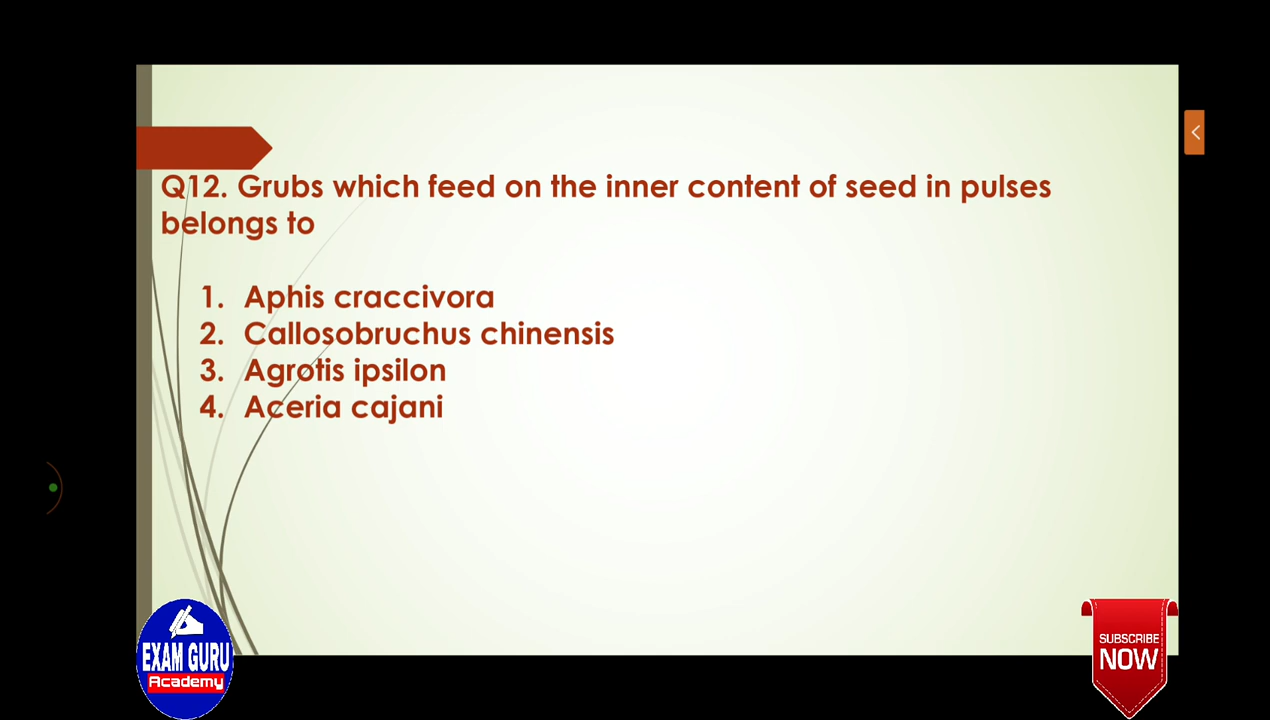 Q12. Grubs which feed on the inner content of seed in pulses
belongs to
1. Aphis craccivora
2. Callosobruchus chinensis
3. Agrotis ipsilon
4. Aceria cajani
EXAM GURU
Academy
SUBSCRIBE
NOW